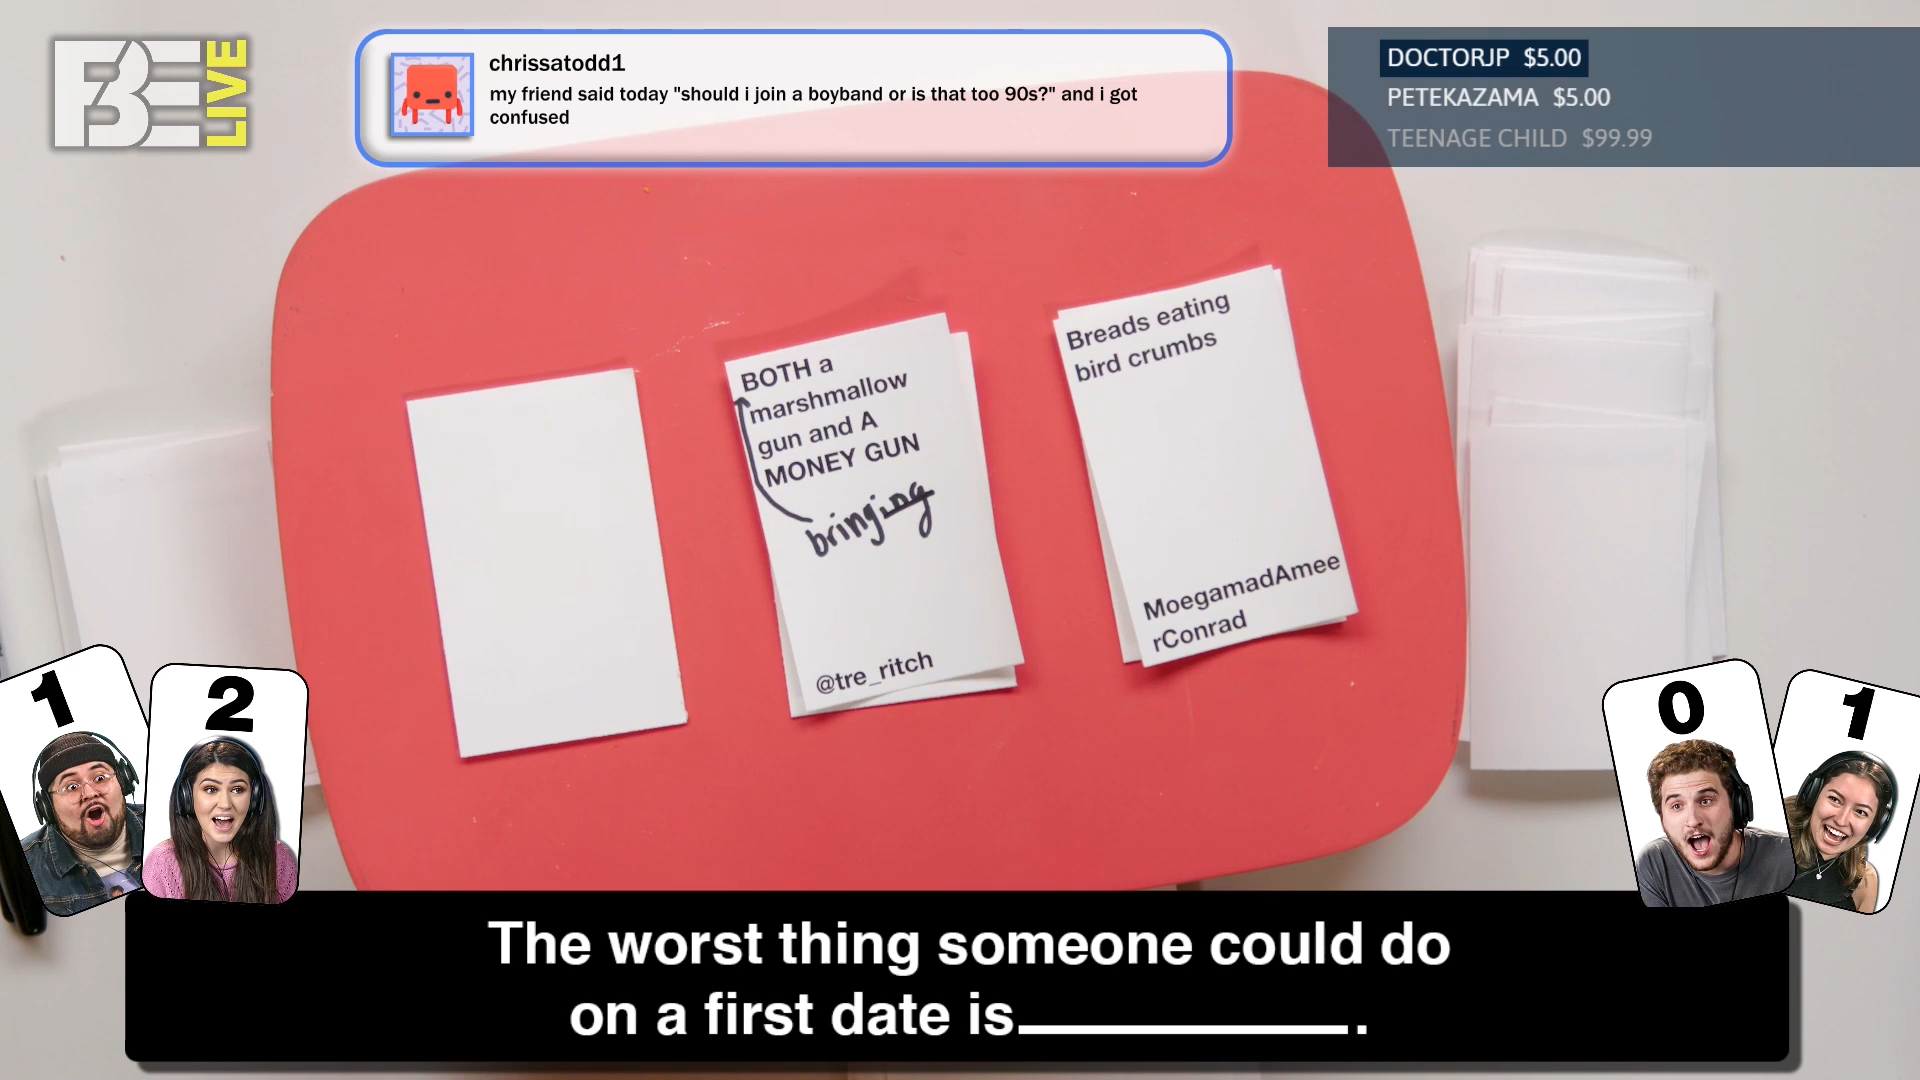 FBE LIVE
chrissatodd1
my friend said today "should i join a boyband or is that too 90s?" and i got
confused
DOCTORJP $5.00
PETEKAZAMA $5.00
TEENAGE CHILD $99.99
BOTH a
marshmallow
gun and A
MONEY GUN
bringing
@tre_ritch
Breads eating
bird crumbs
MoegamadAmee
rConrad
1
2
0
1
The worst thing someone could do
on a first date is__________.